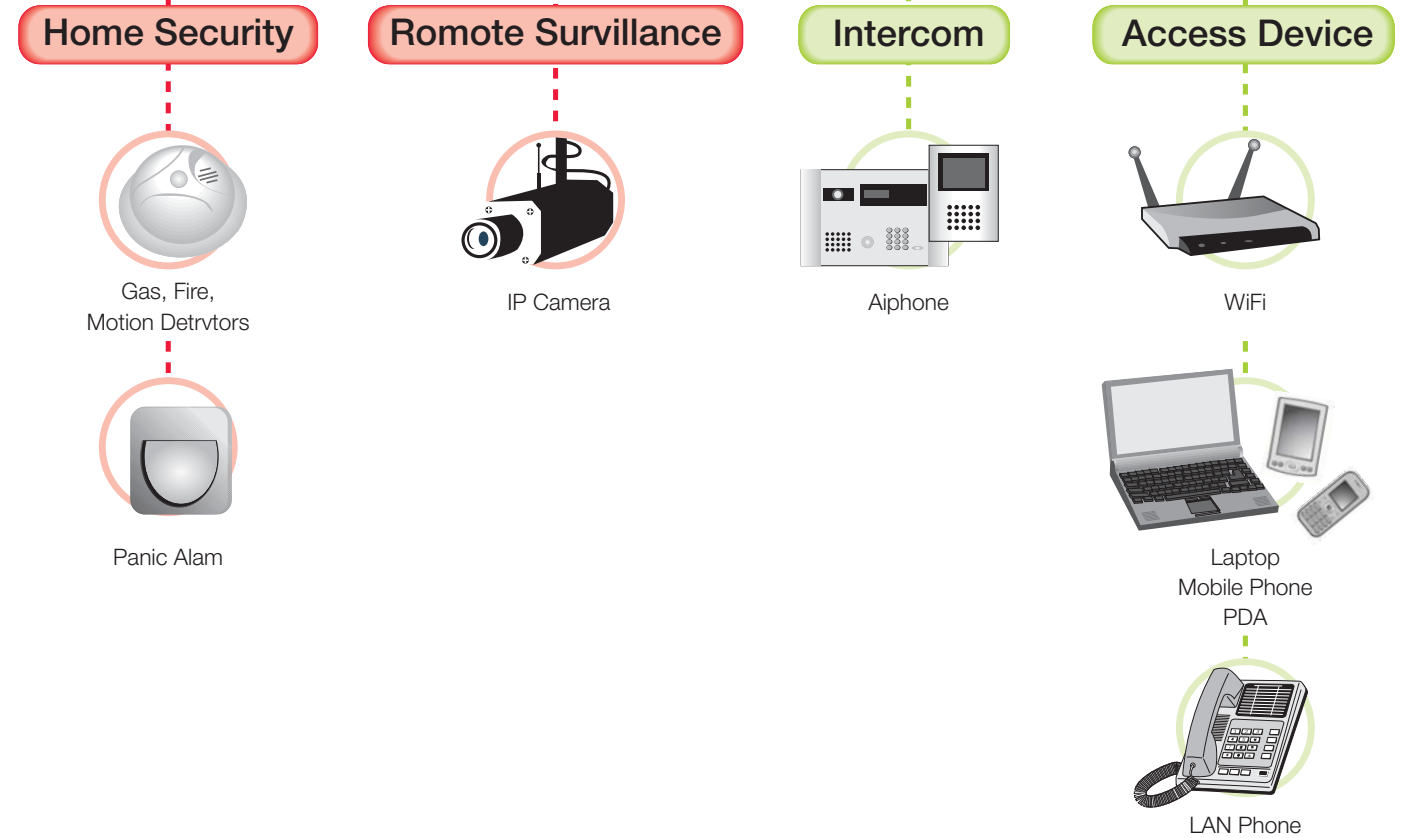 Home Security
Romote Survillance
Intercom
Access Device
Gas, Fire,
Motion Detrvtors
IP Camera
Aiphone
WiFi
Panic Alam
Laptop
Mobile Phone
PDA
LAN Phone